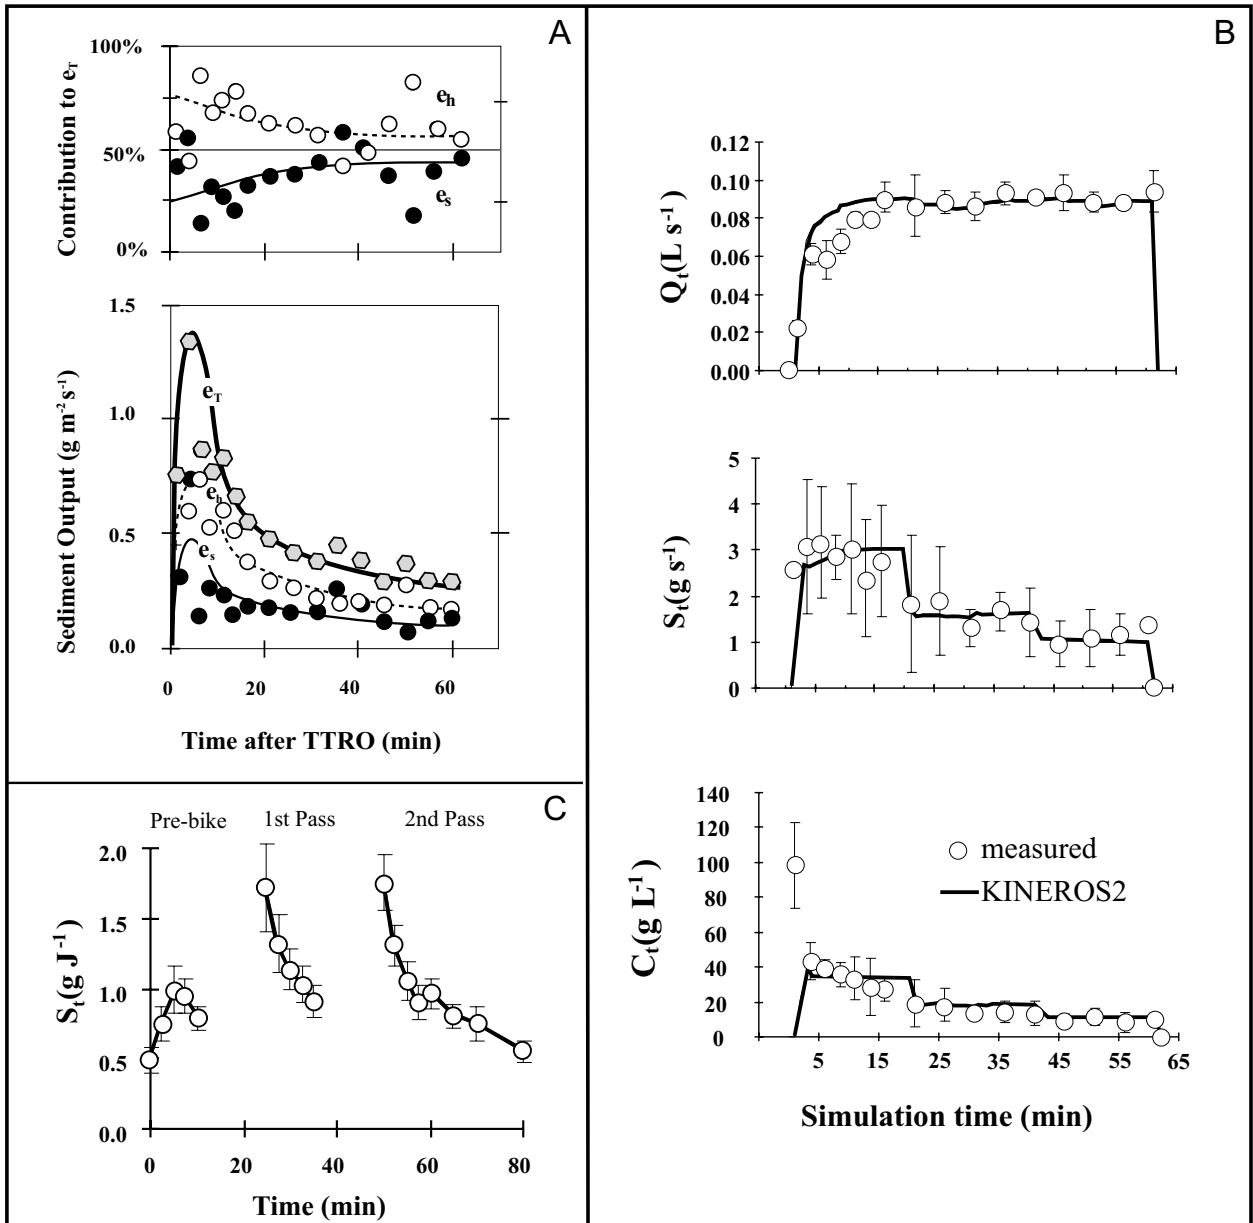 A
100%
50%
0%
Contribution to eT
eh
es
1.5
1.0
0.5
0.0
Sediment Output (g m-2 s-1)
eT
eh
es
0 20 40 60
Time after TTRO (min)
B
0.12
0.10
0.08
0.06
0.04
0.02
0.00
Qt(L s-1)
5
4
3
2
1
0
St(g s-1)
140
120
100
80
60
40
20
0
Ct(g L-1)
measured
KINEROS2
5 15 25 35 45 55 65
Simulation time (min)
C
Pre-bike 1st Pass 2nd Pass
2.0
1.5
1.0
0.5
0.0
St(g J-1)
0 20 40 60 80
Time (min)